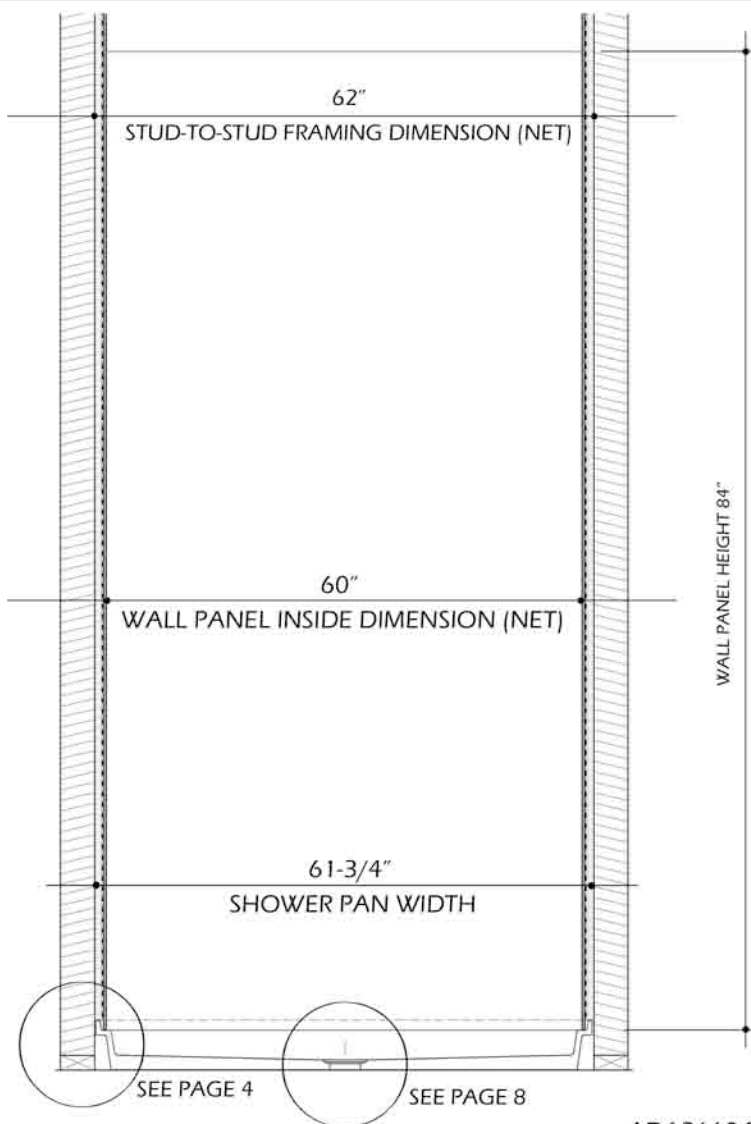 62"
STUD-TO-STUD FRAMING DIMENSION (NET)
60"
WALL PANEL INSIDE DIMENSION (NET)
WALL PANEL HEIGHT 84"
61-3/4"
SHOWER PAN WIDTH
SEE PAGE 4
SEE PAGE 8